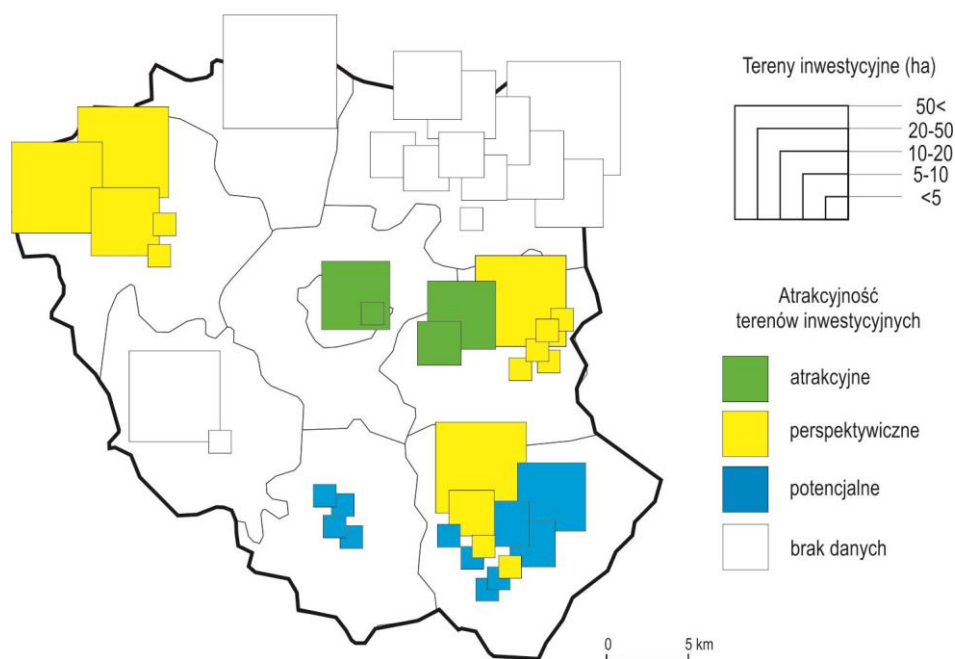 Tereny inwestycyjne (ha)
50<
20-50
10-20
5-10
<5
Atrakcyjność
terenów inwestycyjnych
atrakcyjne
perspektywiczne
potencjalne
brak danych
0 5 km